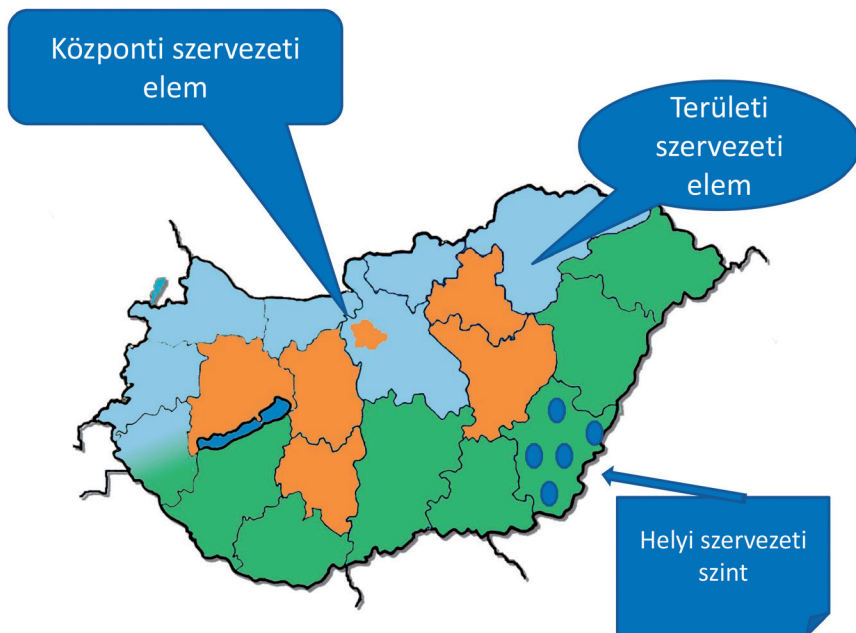 Központi szervezeti
elem
Területi
szervezeti
elem
Helyi szervezeti
szint